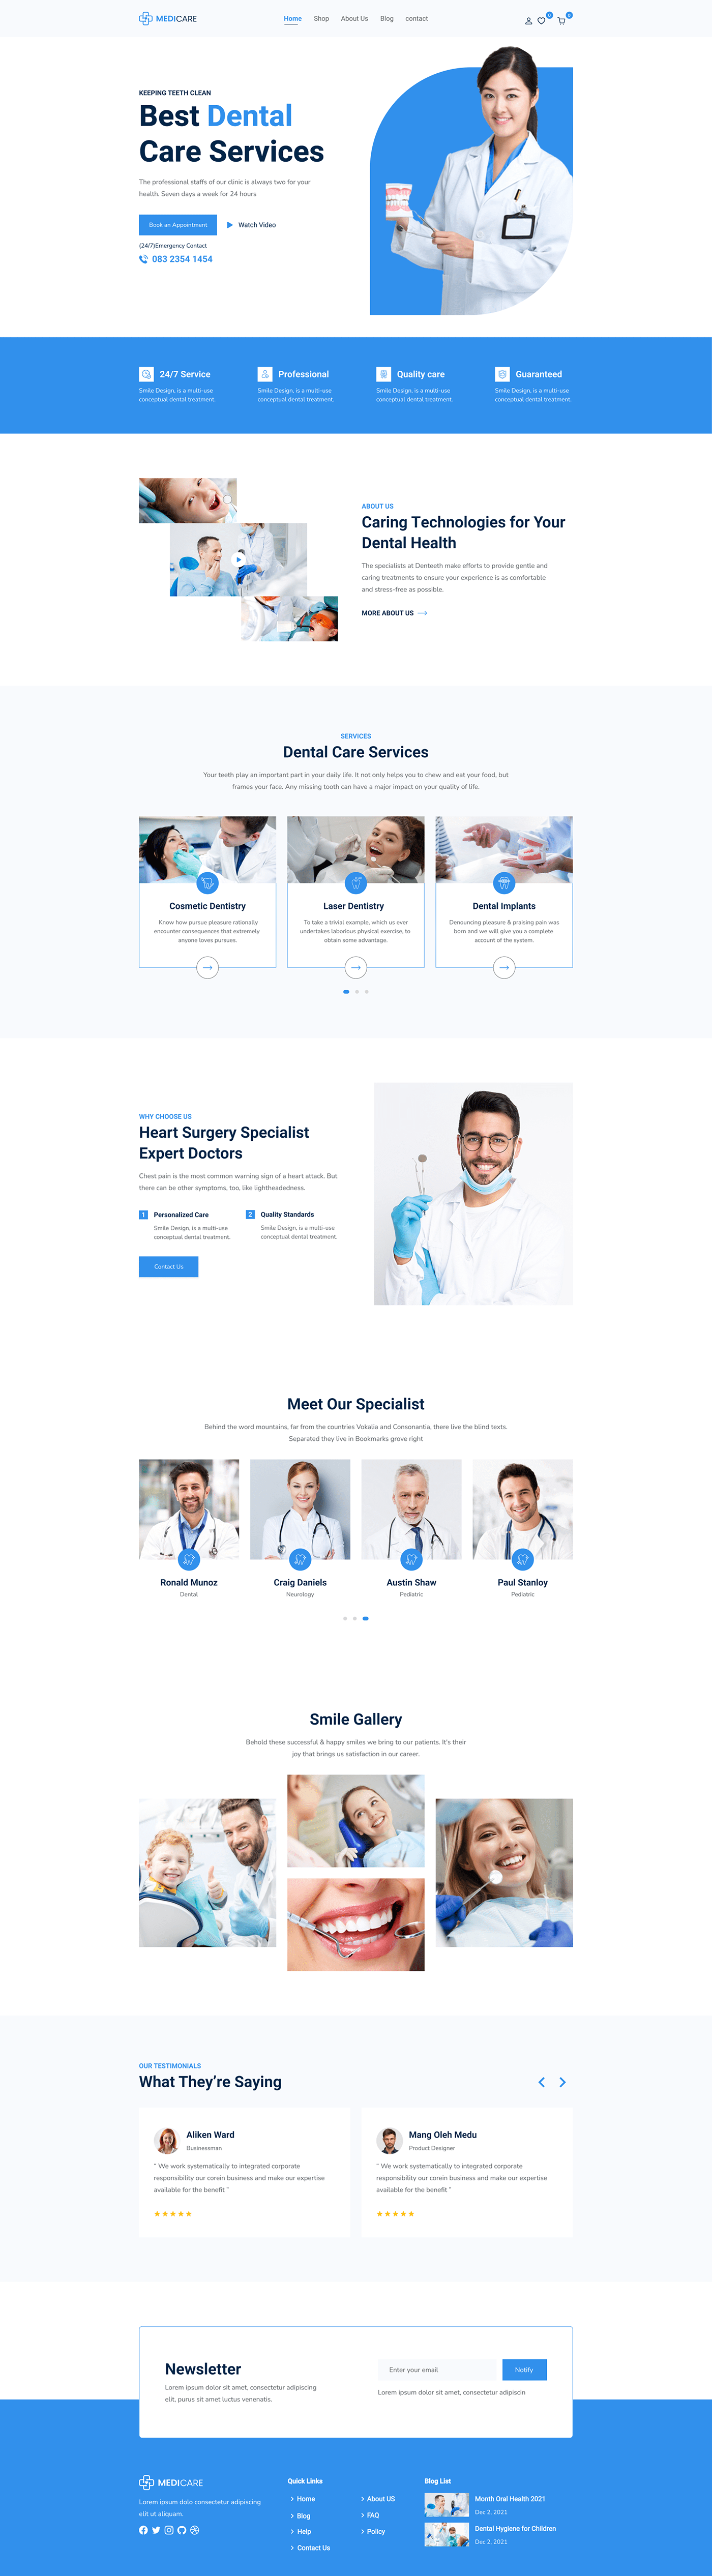 MEDICARE
Home Shop About Us Blog contact
0 0
KEEPING TEETH CLEAN
Best Dental
Care Services
The professional staffs of our clinic is always two for your
health. Seven days a week for 24 hours
Book an Appointment
Watch Video
(24/7)Emergency Contact
083 2354 1454
24/7 Service
Smile Design, is a multi-use
conceptual dental treatment.
Professional
Smile Design, is a multi-use
conceptual dental treatment.
Quality care
Smile Design, is a multi-use
conceptual dental treatment.
Guaranteed
Smile Design, is a multi-use
conceptual dental treatment.
ABOUT US
Caring Technologies for Your
Dental Health
The specialists at Denteeth make efforts to provide gentle and
caring treatments to ensure your experience is as comfortable
and stress-free as possible.
MORE ABOUT US
SERVICES
Dental Care Services
Your teeth play an important part in your daily life. It not only helps you to chew and eat your food, but
frames your face. Any missing tooth can have a major impact on your quality of life.
Cosmetic Dentistry
Know how pursue pleasure rationally
encounter consequences that extremely
anyone loves pursues.
Laser Dentistry
To take a trivial example, which us over
undertakes laborious physical exercise, to
obtain some advantage.
Dental Implants
Denouncing pleasure & praising pain was
born and we will give you a complete
account of the system.
WHY CHOOSE US
Heart Surgery Specialist
Expert Doctors
Chest pain is the most common warning sign of a heart attack. But
there can be other symptoms, too, like lightheadedness.
1 Personalized Care
Smile Design, is a multi-use
conceptual dental treatment.
2 Quality Standards
Smile Design, is a multi-use
conceptual dental treatment.
Contact Us
Meet Our Specialist
Behind the word mountains, far from the countries Vokalia and Consonantia, there live the blind texts.
Separated they live in Bookmarks grove right
Ronald Munoz
Dental
Craig Daniels
Neurology
Austin Shaw
Pediatric
Paul Stanloy
Pediatric
Smile Gallery
Behold these successful & happy smiles we bring to our patients. It's their
joy that brings us satisfaction in our career.
OUR TESTIMONIALS
What They’re Saying
Aliken Ward
Businessman
“ We work systematically to integrated corporate
responsibility our corein business and make our expertise
available for the benefit ”
Mang Oleh Medu
Product Designer
“ We work systematically to integrated corporate
responsibility our corein business and make our expertise
available for the benefit ”
Newsletter
Lorem ipsum dolor sit amet, consectetur adipiscing
elit, purus sit amet luctus venenatis.
Enter your email
Notify
Lorem ipsum dolor sit amet, consectetur adipiscin
MEDICARE
Lorem ipsum dolo consectetur adipiscing
elit ut aliquam.
Quick Links
Home
Blog
Help
Contact Us
About US
FAQ
Policy
Blog List
Month Oral Health 2021
Dec 2, 2021
Dental Hygiene for Children
Dec 2, 2021